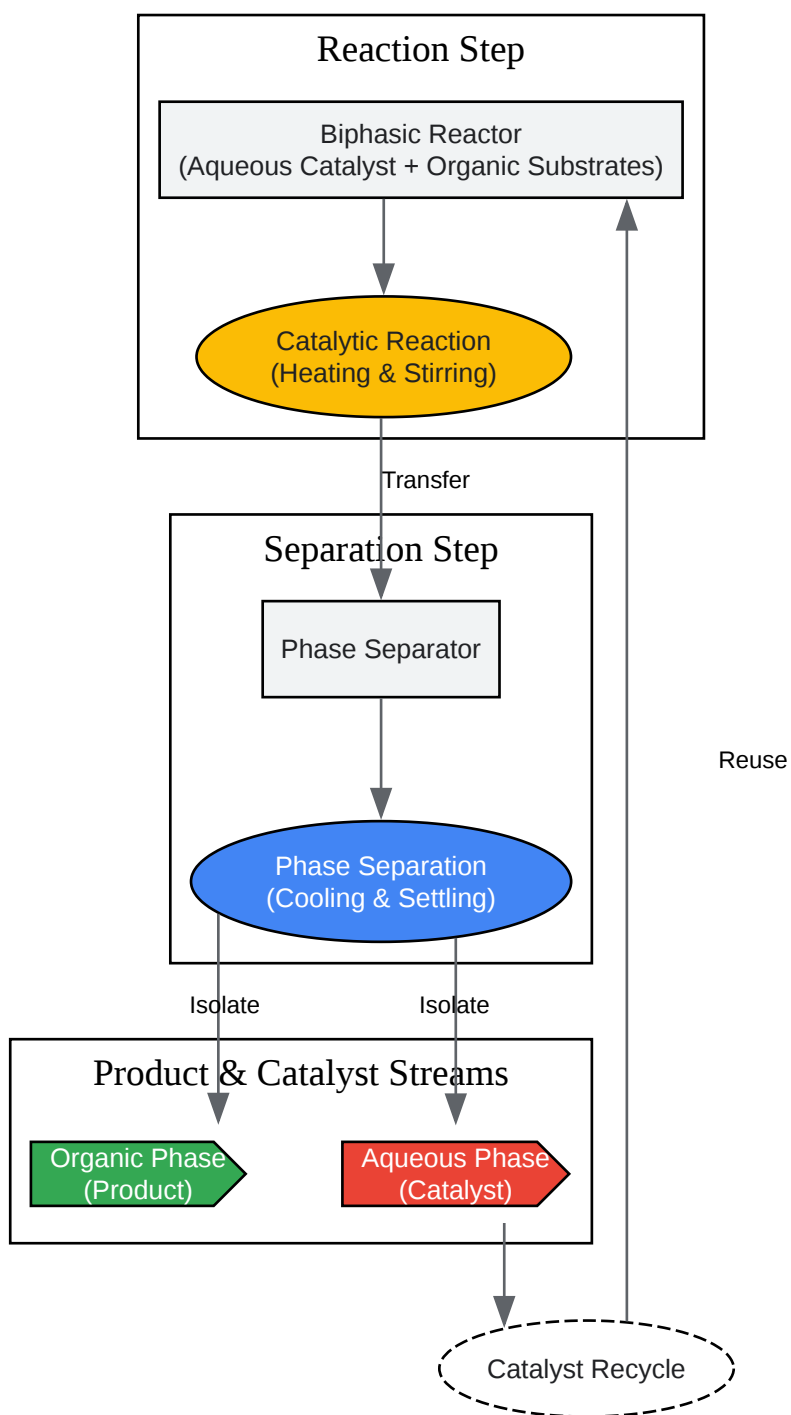 Reaction Step
Biphasic Reactor
(Aqueous Catalyst + Organic Substrates)
Catalytic Reaction
(Heating & Stirring)
Transfer
Separation Step
Phase Separator
Reuse
Phase Separation
(Cooling & Settling)
Isolate
Isolate
Product & Catalyst Streams
Organic Phase
(Product)
Aqueous Phase
(Catalyst)
Catalyst Recycle